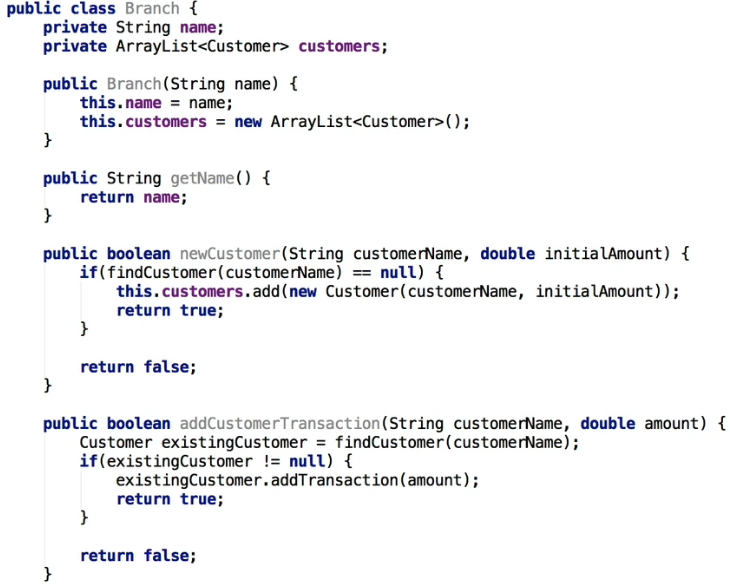 public class Branch {
    private String name;
    private ArrayList<Customer> customers;

    public Branch(String name) {
        this.name = name;
        this.customers = new ArrayList<Customer>();
    }

    public String getName() {
        return name;
    }

    public boolean newCustomer(String customerName, double initialAmount) {
        if(findCustomer(customerName) == null) {
            this.customers.add(new Customer(customerName, initialAmount));
            return true;
        }

        return false;
    }

    public boolean addCustomerTransaction(String customerName, double amount) {
        Customer existingCustomer = findCustomer(customerName);
        if(existingCustomer != null) {
            existingCustomer.addTransaction(amount);
            return true;
        }

        return false;
    }